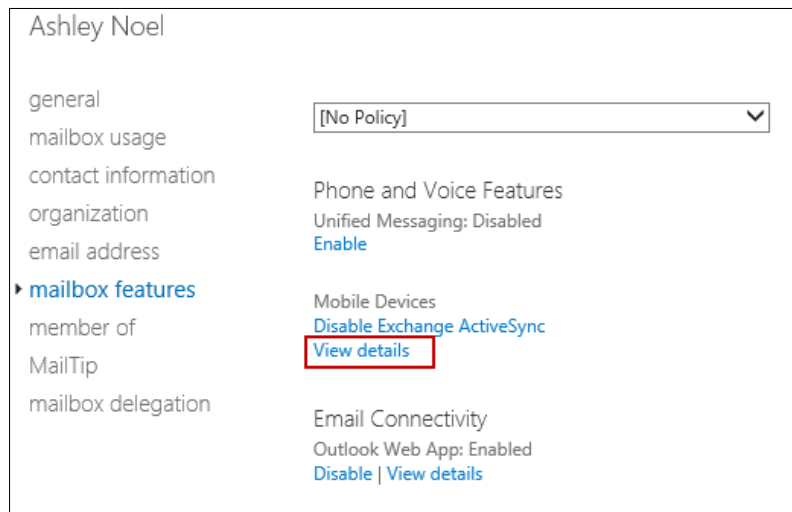 Ashley Noel
general
mailbox usage
contact information
organization
email address
mailbox features
member of
MailTip
mailbox delegation
[No Policy]
Phone and Voice Features
Unified Messaging: Disabled
Enable
Mobile Devices
Disable Exchange ActiveSync
View details
Email Connectivity
Outlook Web App: Enabled
Disable | View details